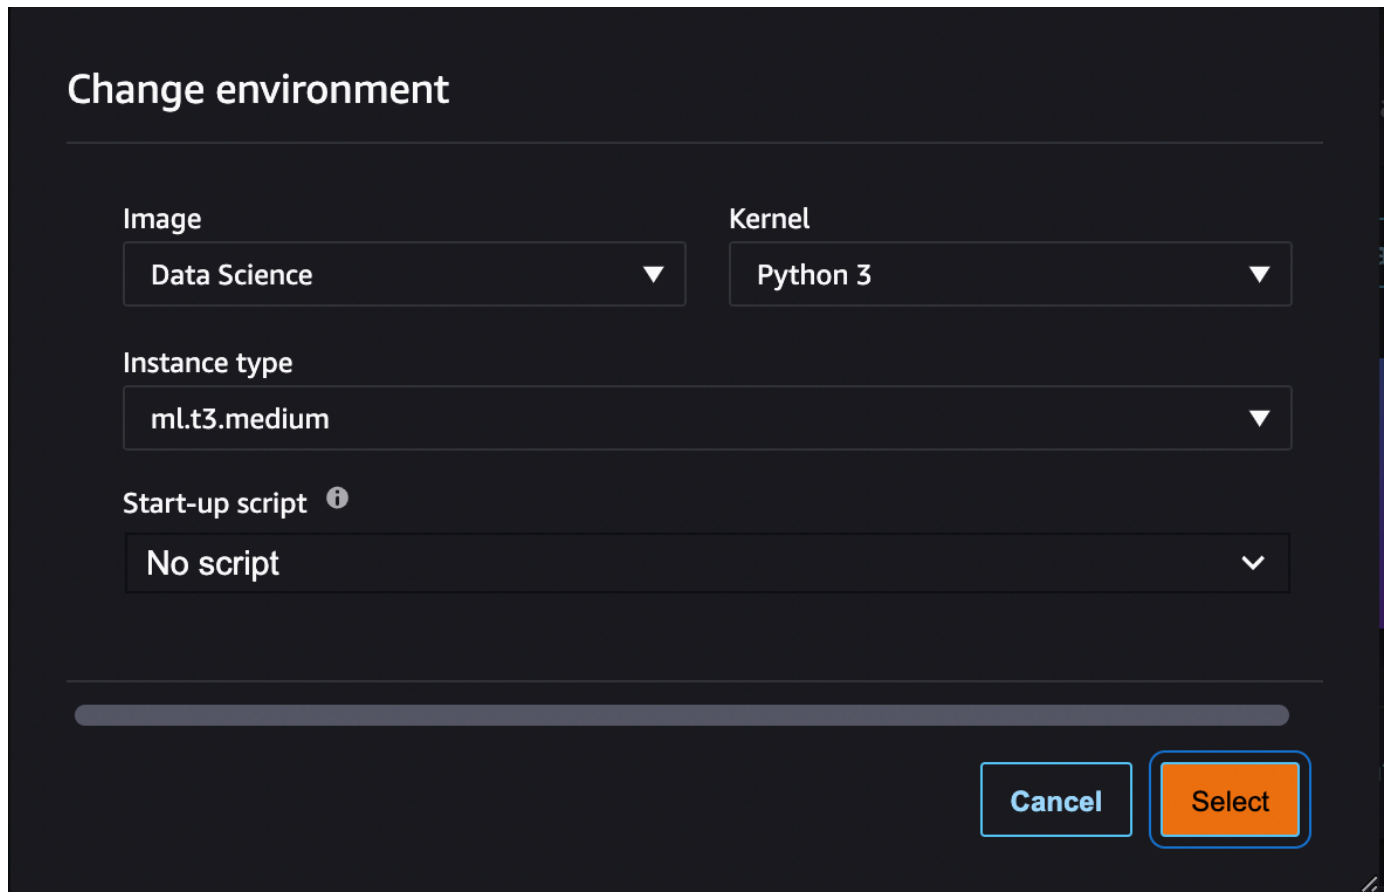 Change environment
Image
Kernel
Data Science
Python 3
Instance type
ml.t3.medium
Start-up script
No script
Cancel
Select